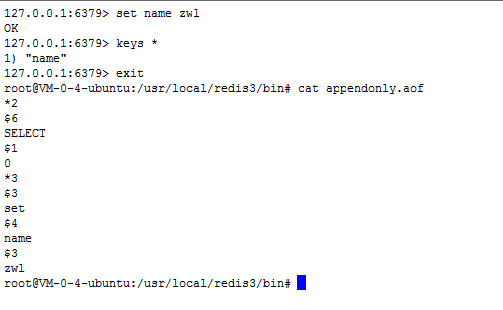 127.0.0.1:6379> set name zwl
OK
127.0.0.1:6379> keys *
1) "name"
127.0.0.1:6379> exit
root@VM-0-4-ubuntu:/usr/local/redis3/bin# cat appendonly.aof
*2
$6
SELECT
$1
0
*3
$3
set
$4
name
$3
zwl
root@VM-0-4-ubuntu:/usr/local/redis3/bin#